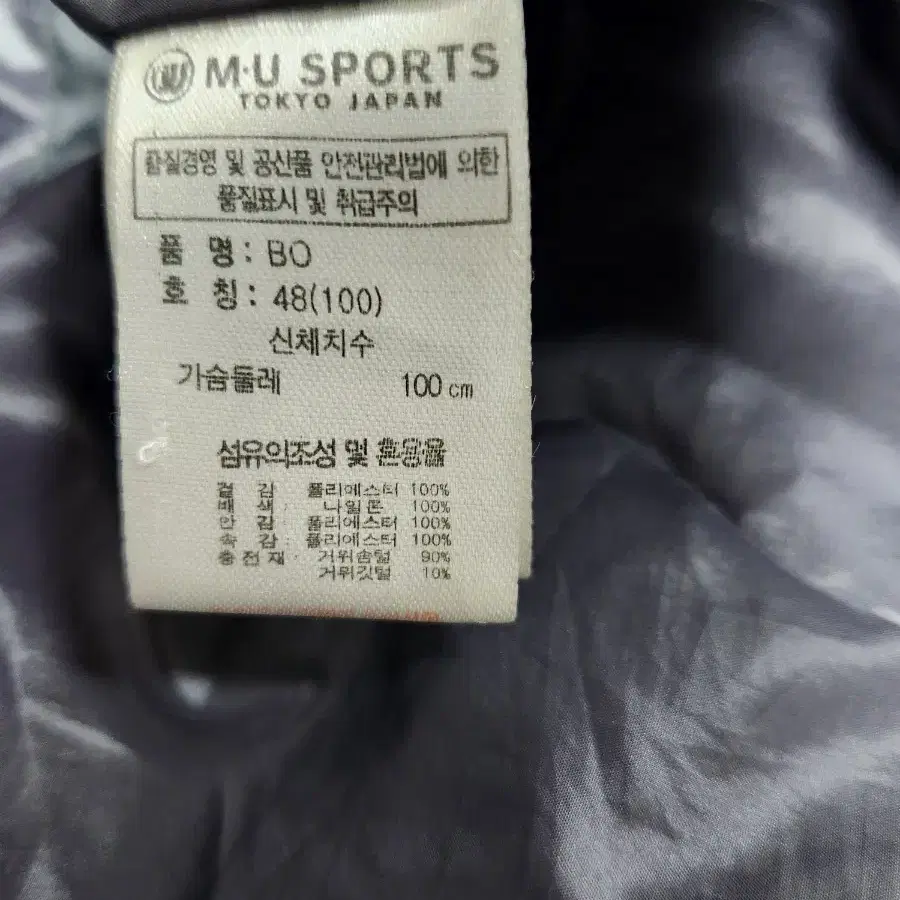 M·U SPORTS
TOKYO JAPAN
품질경영 및 공산품 안전관리법에 의한
품질표시 및 취급주의
품 명 : BO
호 칭 : 48(100)
신체치수
가슴둘레 100 cm
섬유의조성 및 혼용율
겉 감 폴리에스터 100%
배 색 : 나일론 100%
안 감 : 폴리에스터 100%
속 감 : 폴리에스터 100%
충 전 재 : 거위솜털 90%
거위깃털 10%